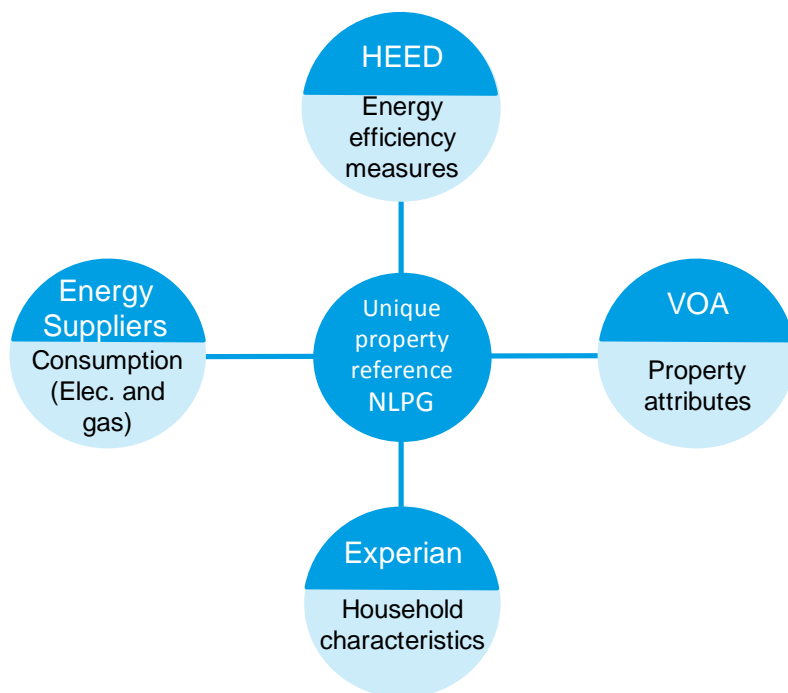 HEED
Energy
efficiency
measures
Energy
Suppliers
Consumption
(Elec. and
gas)
Unique
property
reference
NLPG
VOA
Property
attributes
Experian
Household
characteristics